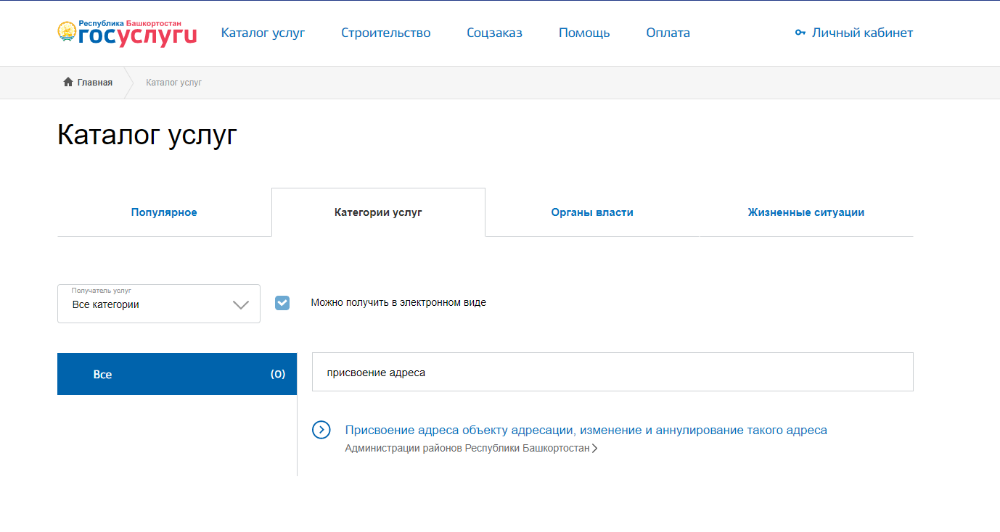 Республика Башкортостан
госуслуги
Каталог услуг Строительство Соцзаказ Помощь Оплата Личный кабинет
Главная Каталог услуг
Каталог услуг
Популярное Категории услуг Органы власти Жизненные ситуации
Получатель услуг
Все категории
Можно получить в электронном виде
Все (0)
присвоение адреса
Присвоение адреса объекту адресации, изменение и аннулирование такого адреса
Администрации районов Республики Башкортостан